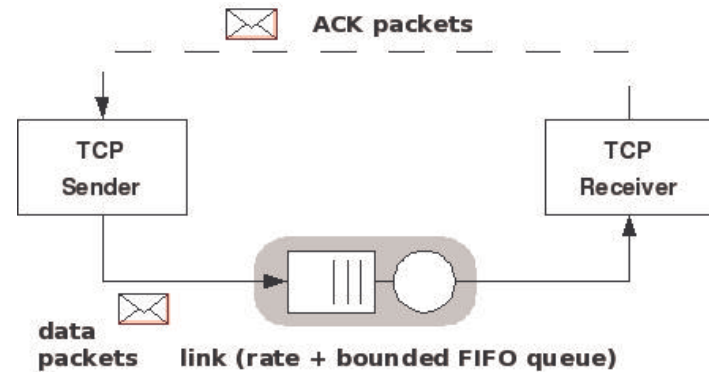 ACK packets
TCP
Sender
TCP
Receiver
data
packets
link (rate + bounded FIFO queue)